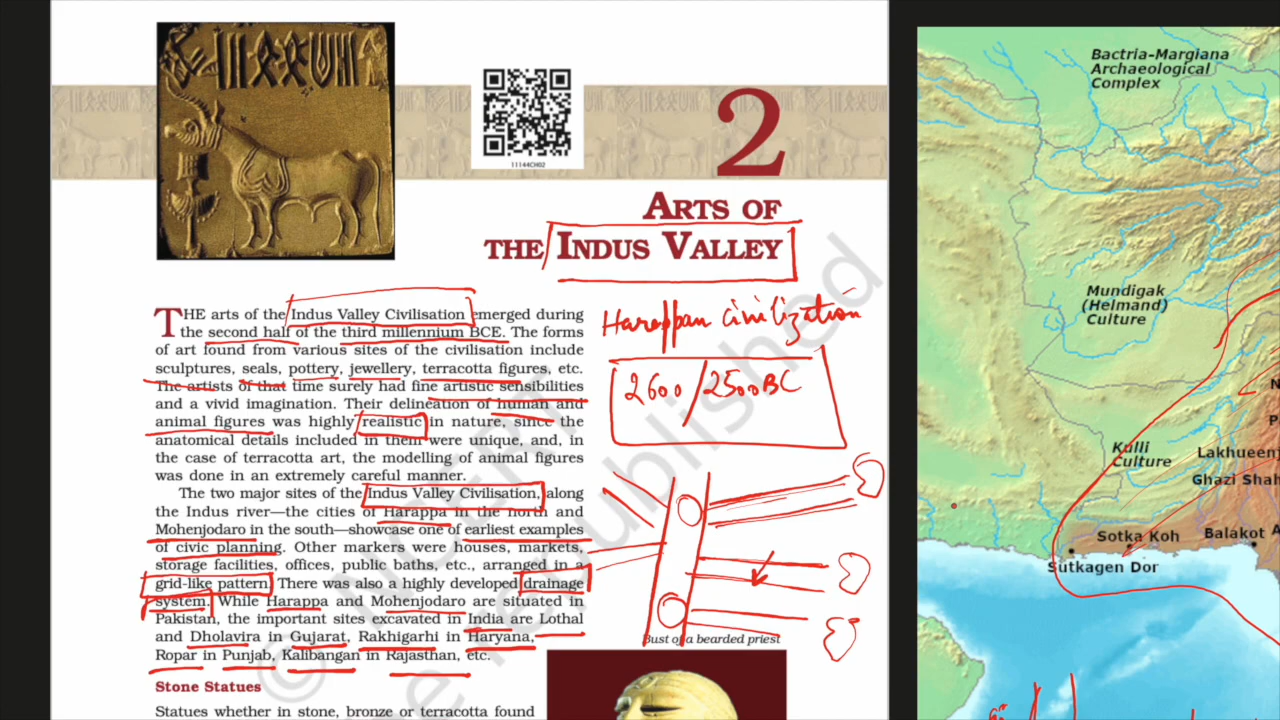 11144CH02
2
ARTS OF
THE INDUS VALLEY
THE arts of the Indus Valley Civilisation emerged during
the second half of the third millennium BCE. The forms
of art found from various sites of the civilisation include
sculptures, seals, pottery, jewellery, terracotta figures, etc.
The artists of that time surely had fine artistic sensibilities
and a vivid imagination. Their delineation of human and
animal figures was highly realistic in nature, since the
anatomical details included in them were unique, and, in
the case of terracotta art, the modelling of animal figures
was done in an extremely careful manner.
The two major sites of the Indus Valley Civilisation, along
the Indus river—the cities of Harappa in the north and
Mohenjodaro in the south—showcase one of earliest examples
of civic planning. Other markers were houses, markets,
storage facilities, offices, public baths, etc., arranged in a
grid-like pattern. There was also a highly developed drainage
system. While Harappa and Mohenjodaro are situated in
Pakistan, the important sites excavated in India are Lothal
and Dholavira in Gujarat, Rakhigarhi in Haryana,
Ropar in Punjab, Kalibangan in Rajasthan, etc.
Stone Statues
Statues whether in stone, bronze or terracotta found
Harappan civilization
2600/2500 BC
Bust of a bearded priest
© NCERT
be republished
Bactria–Margiana
Archaeological
Complex
Mundigak
(Helmand)
Culture
Kulli
Culture
Lakhueenj
Ghazi Shah
Sotka Koh
Balakot A
Sutkagen Dor